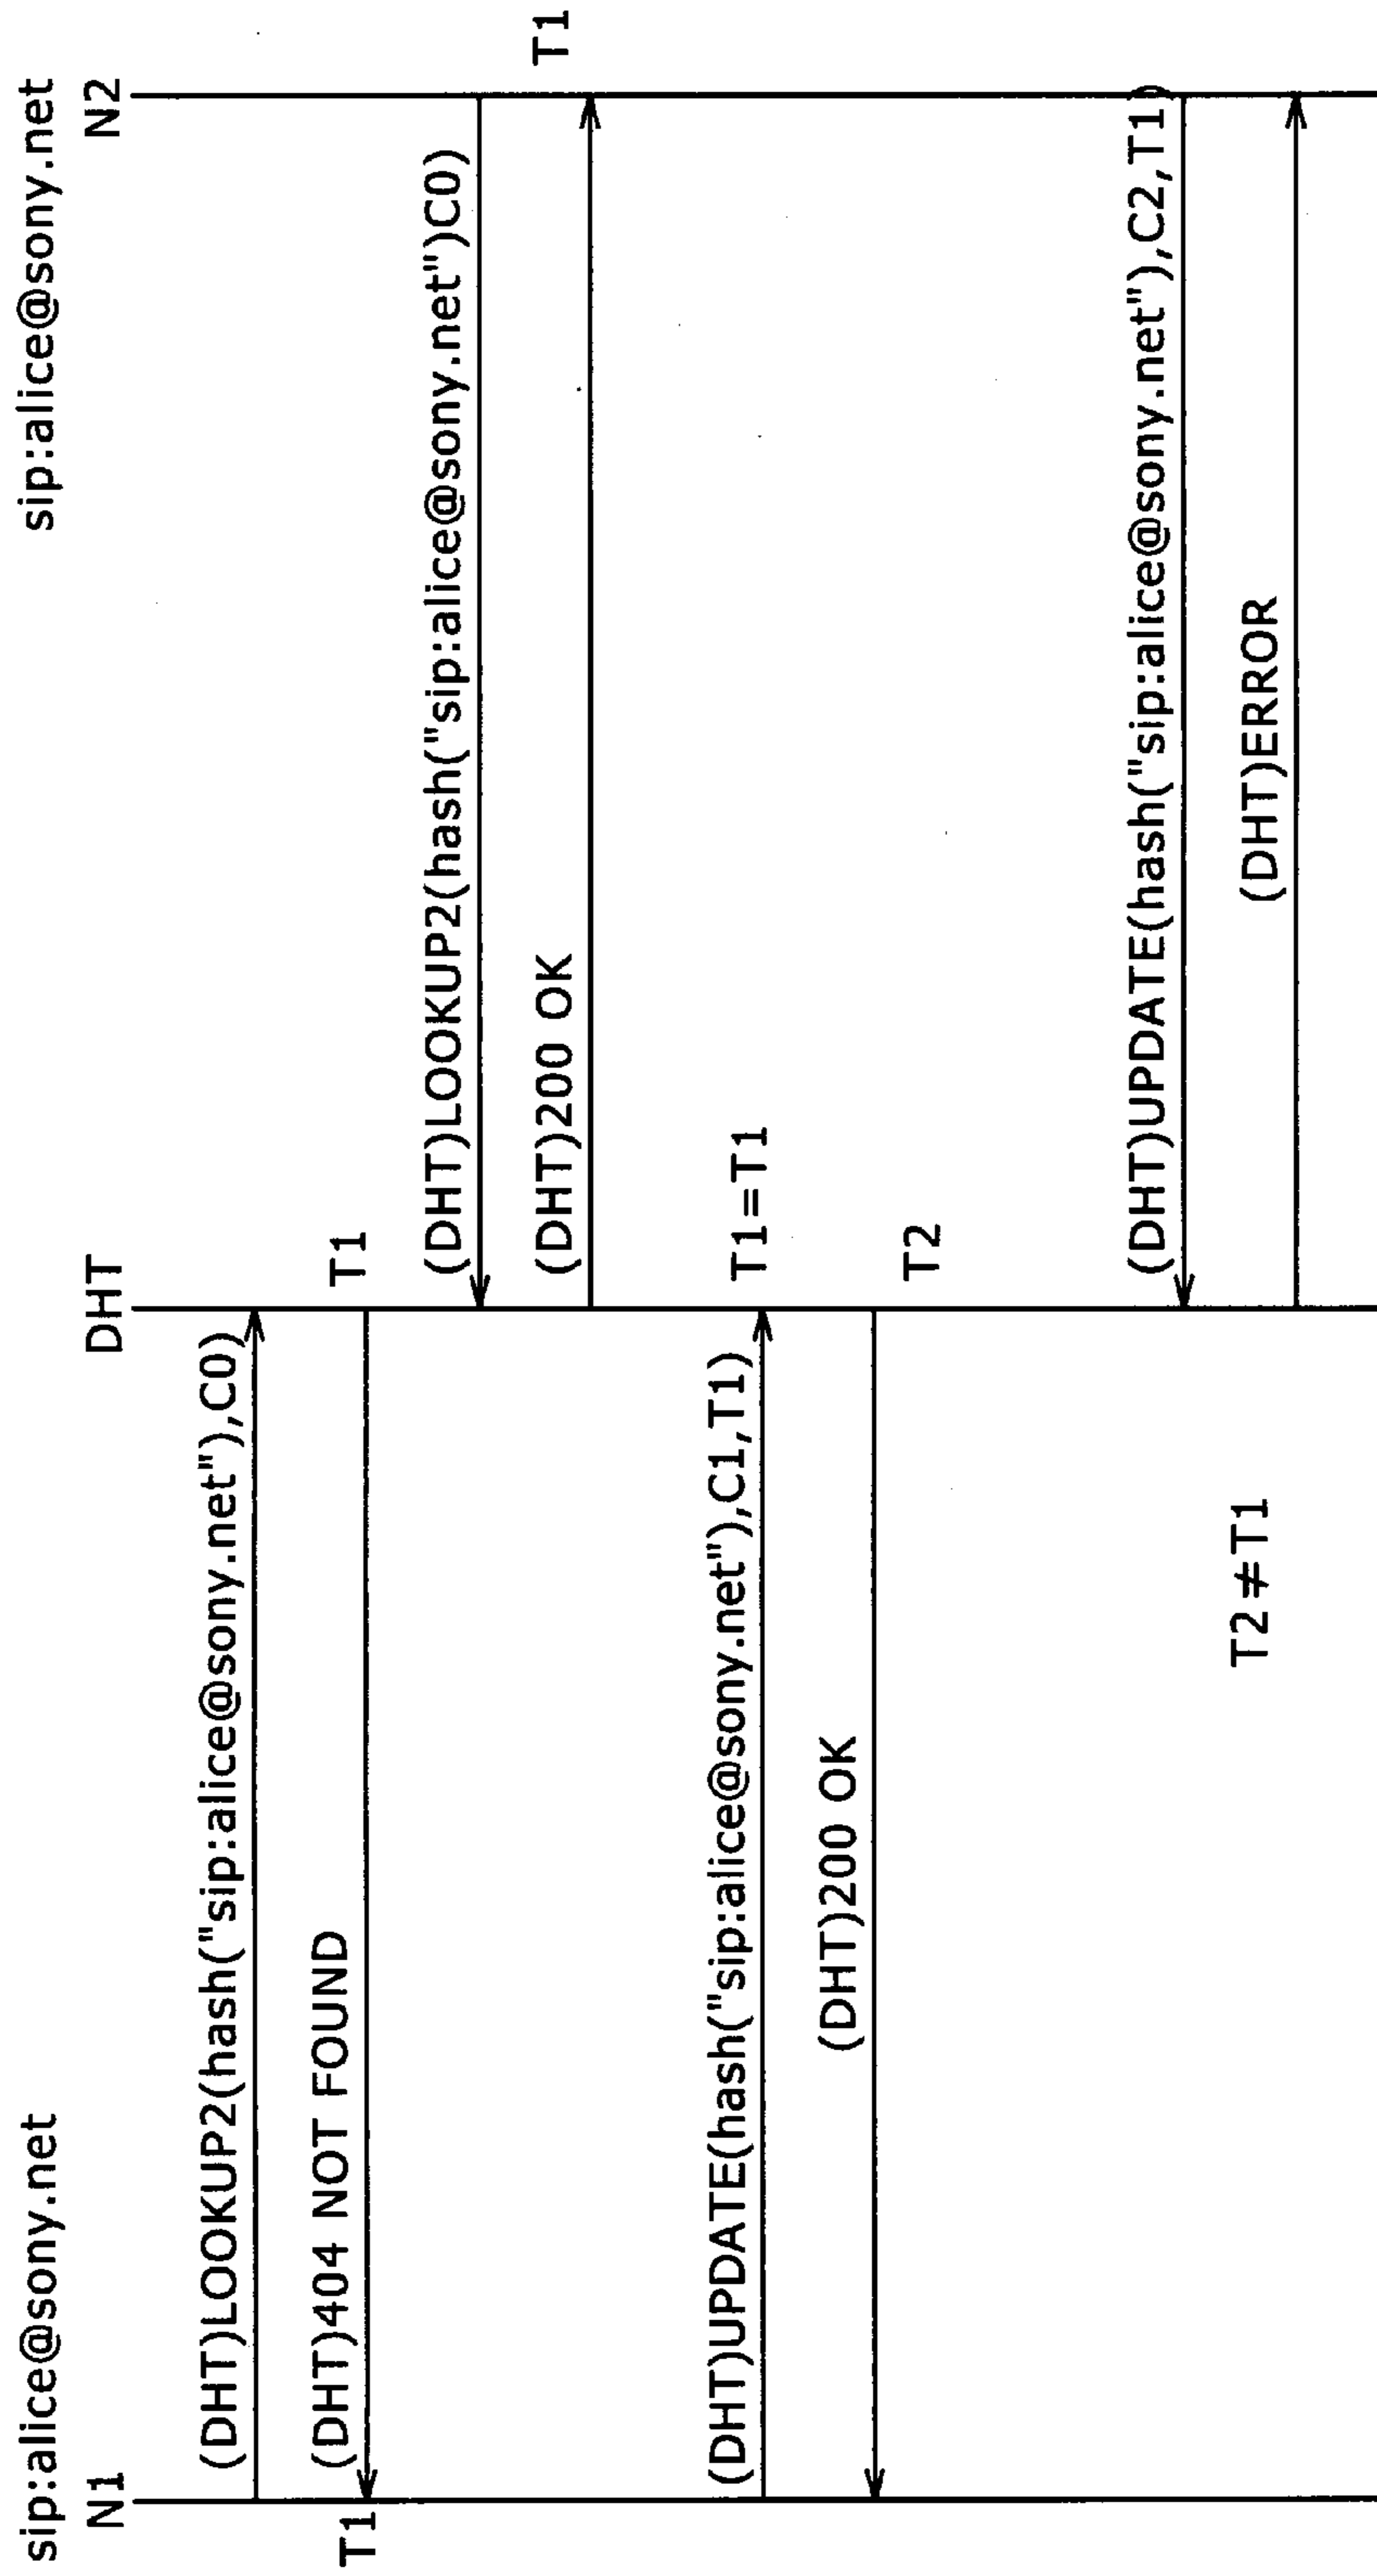 sip:alice@sony.net
sip:alice@sony.net
N1
DHT
N2
(DHT)LOOKUP2(hash("sip:alice@sony.net"),C0)
T1
(DHT)404 NOT FOUND
T1
(DHT)LOOKUP2(hash("sip:alice@sony.net")C0)
(DHT)200 OK
T1
(DHT)UPDATE(hash("sip:alice@sony.net"),C1,T1)
T1=T1
(DHT)200 OK
T2
(DHT)UPDATE(hash("sip:alice@sony.net"),C2,T1)
T2≠T1
(DHT)ERROR